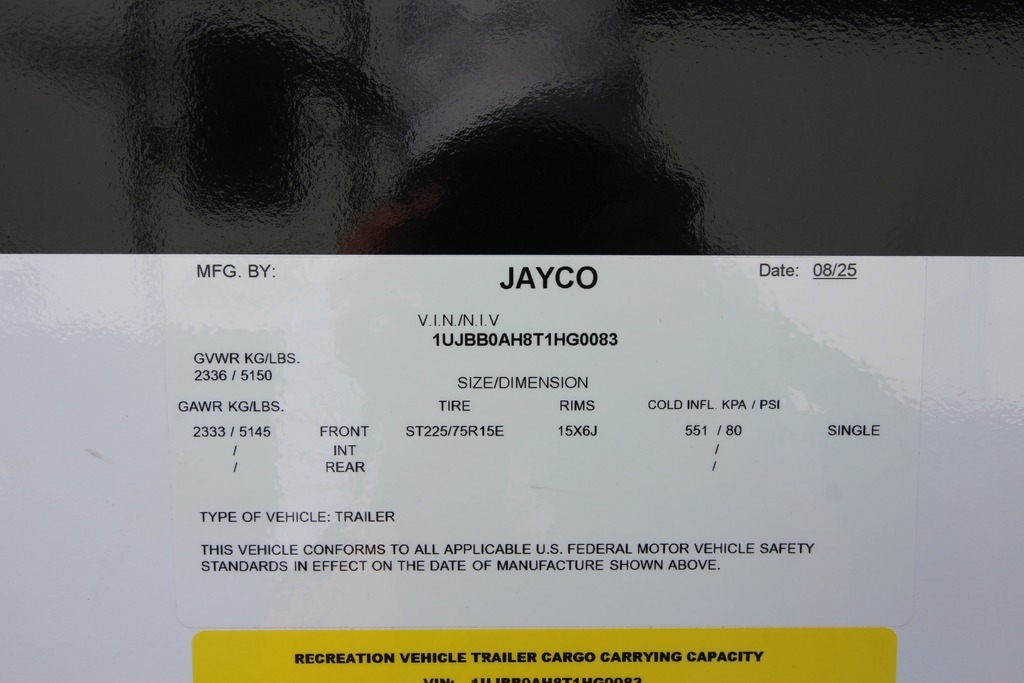 MFG. BY: JAYCO Date: 08/25
V.I.N./N.I.V
1UJBB0AH8T1HG0083
GVWR KG/LBS.
2336 / 5150
SIZE/DIMENSION
GAWR KG/LBS. TIRE RIMS COLD INFL. KPA / PSI
2333 / 5145 FRONT ST225/75R15E 15X6J 551 / 80 SINGLE
/ INT /
/ REAR /
TYPE OF VEHICLE: TRAILER
THIS VEHICLE CONFORMS TO ALL APPLICABLE U.S. FEDERAL MOTOR VEHICLE SAFETY
STANDARDS IN EFFECT ON THE DATE OF MANUFACTURE SHOWN ABOVE.
RECREATION VEHICLE TRAILER CARGO CARRYING CAPACITY
VIN: 1UJBB0AH8T1HG0083